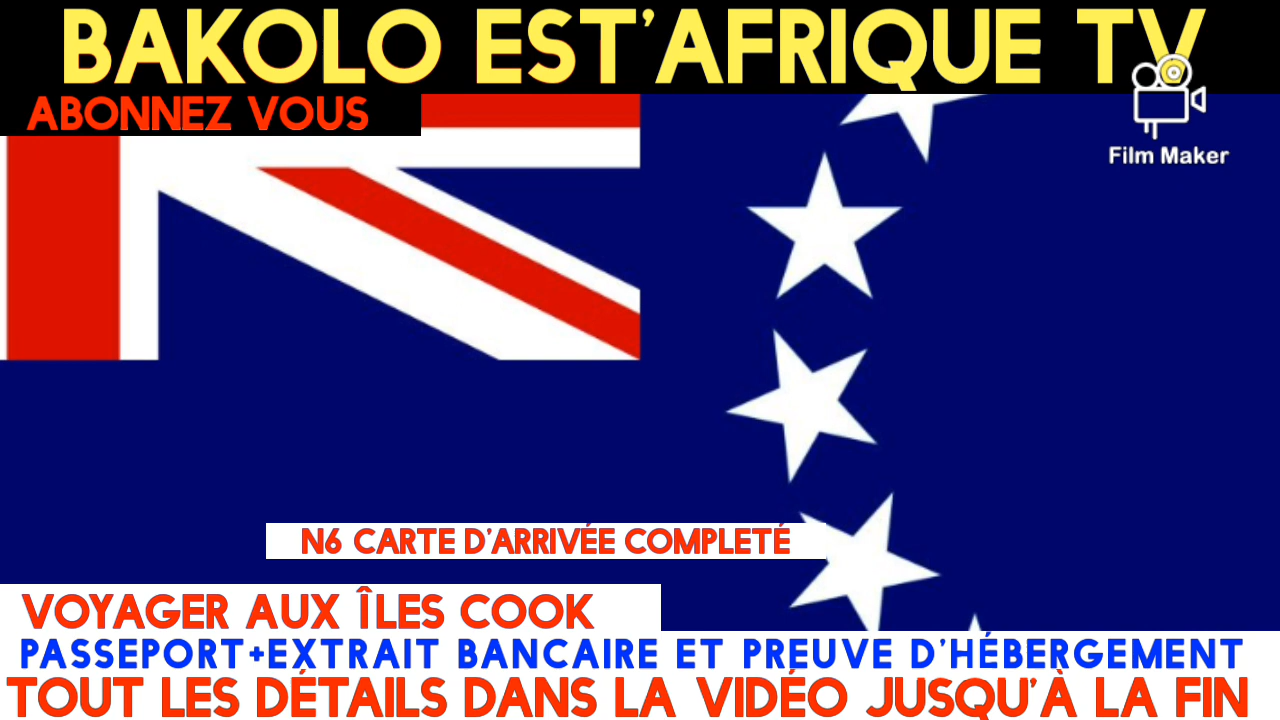 BAKOLO EST'AFRIQUE TV
ABONNEZ VOUS
Film Maker
N6 CARTE D'ARRIVÉE COMPLETÉ
VOYAGER AUX ÎLES COOK
PASSEPORT+EXTRAIT BANCAIRE ET PREUVE D'HÉBERGEMENT
TOUT LES DÉTAILS DANS LA VIDÉO JUSQU'À LA FIN